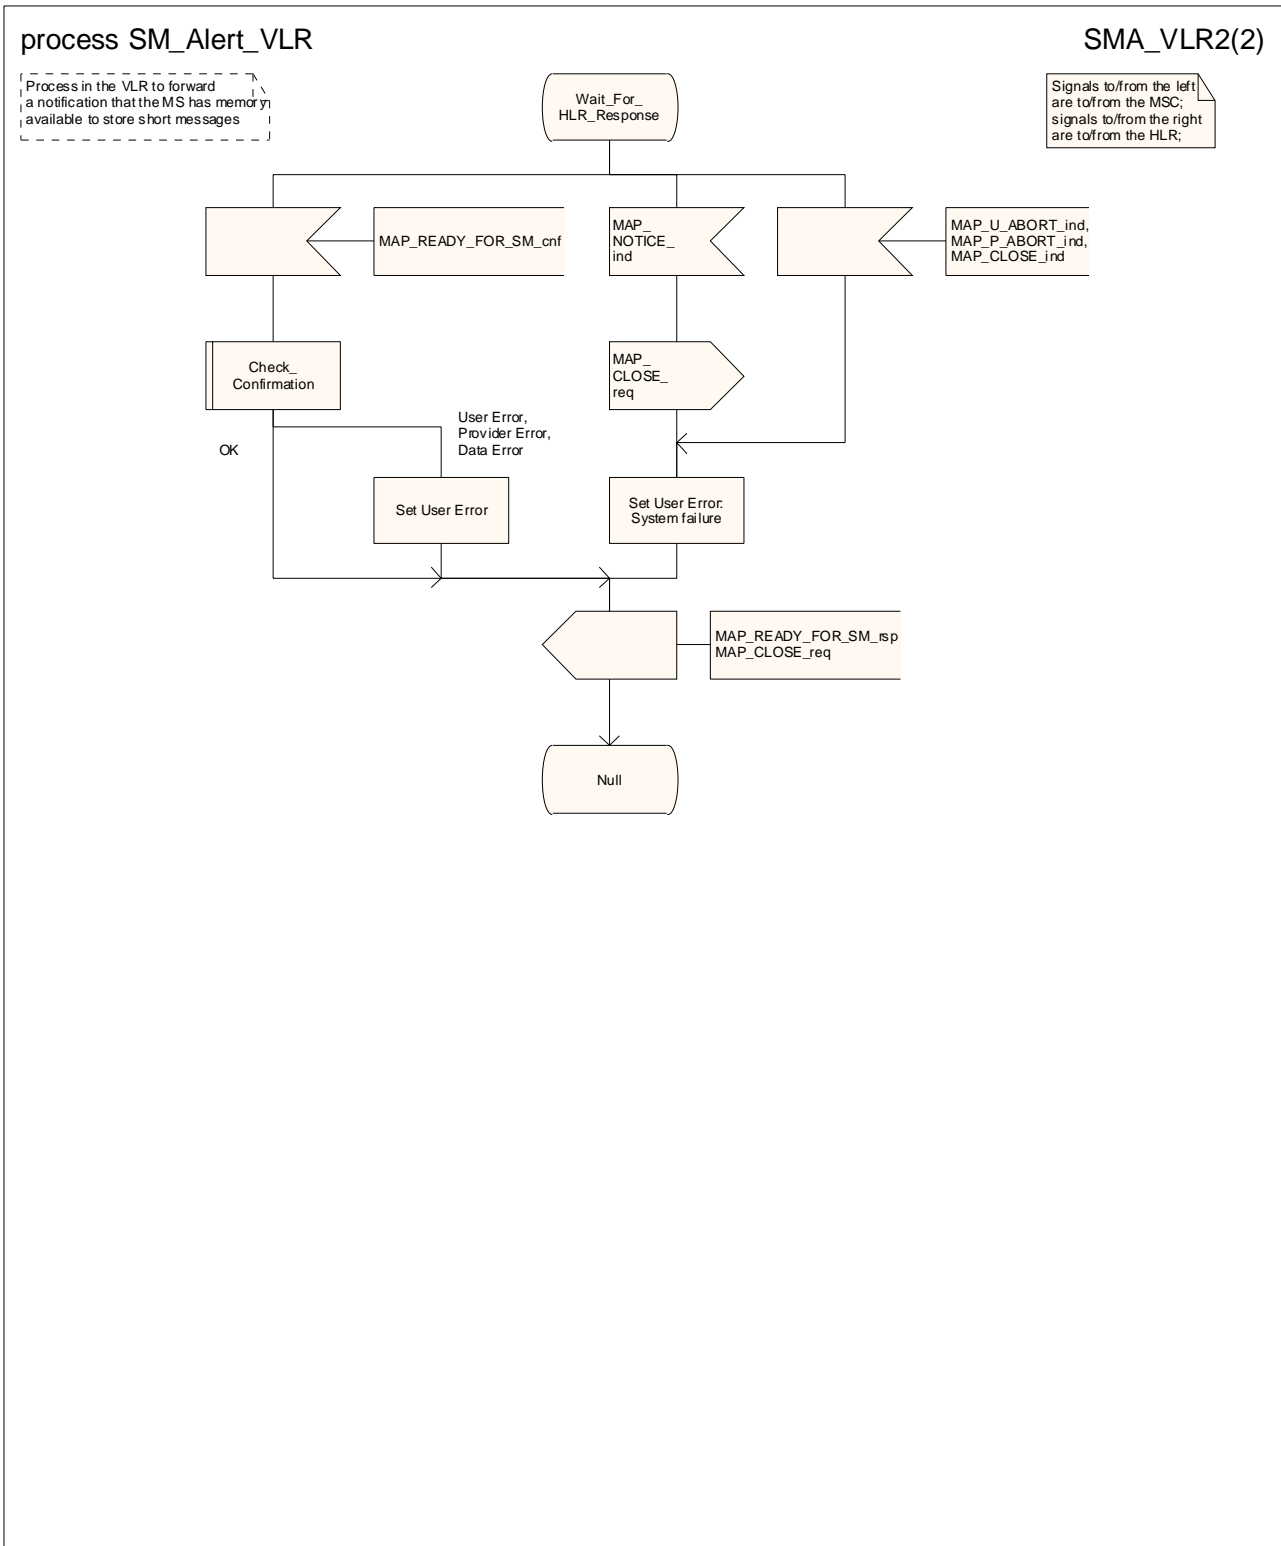 process SM_Alert_VLR
SMA_VLR2(2)
Process in the VLR to forward
a notification that the MS has memory
available to store short messages
Wait_For_
HLR_Response
Signals to/from the left
are to/from the MSC;
signals to/from the right
are to/from the HLR;
MAP_READY_FOR_SM_cnf
MAP_
NOTICE_
ind
MAP_U_ABORT_ind,
MAP_P_ABORT_ind,
MAP_CLOSE_ind
Check_
Confirmation
MAP_
CLOSE_
req
OK
User Error,
Provider Error,
Data Error
Set User Error
Set User Error:
System failure
MAP_READY_FOR_SM_rsp
MAP_CLOSE_req
Null